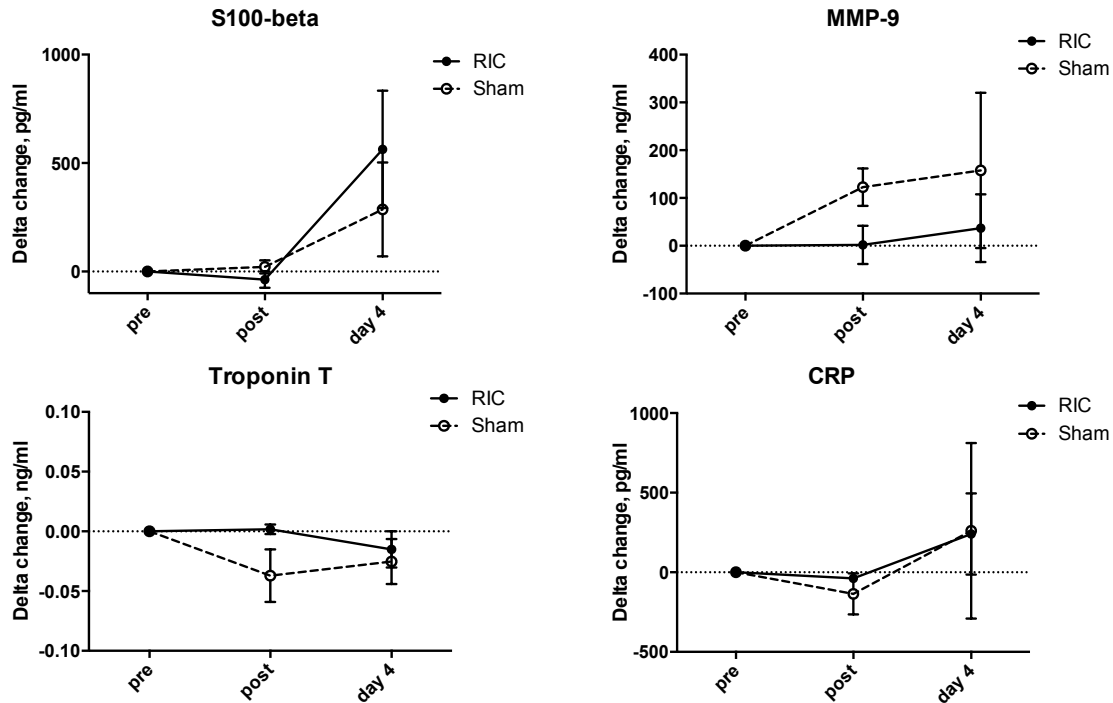 S100-beta
Delta change, pg/ml
1000
500
0
pre
post
day 4
RIC
Sham
MMP-9
Delta change, ng/ml
400
300
200
100
0
-100
pre
post
day 4
RIC
Sham
Troponin T
Delta change, ng/ml
0.10
0.05
0.00
-0.05
-0.10
pre
post
day 4
RIC
Sham
CRP
Delta change, pg/ml
1000
500
0
-500
pre
post
day 4
RIC
Sham